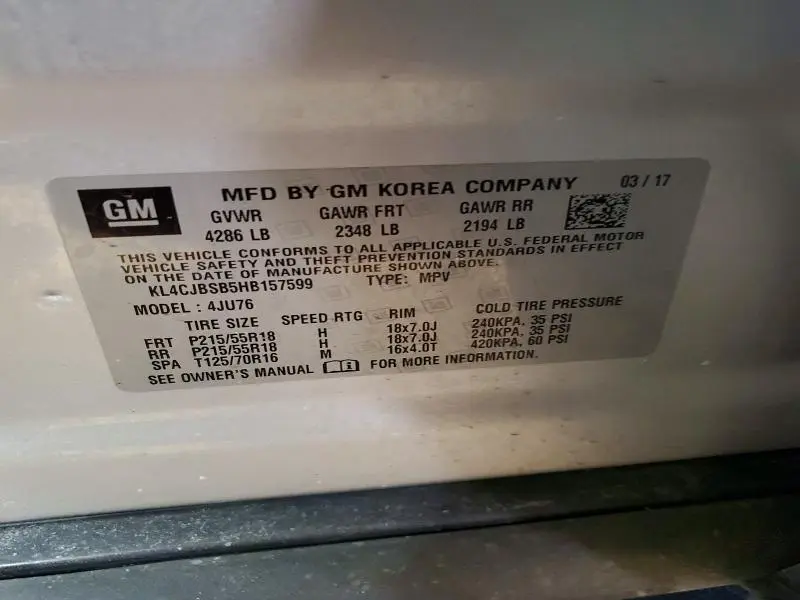 GM MFD BY GM KOREA COMPANY 03 / 17
GVWR GAWR FRT GAWR RR
4286 LB 2348 LB 2194 LB
THIS VEHICLE CONFORMS TO ALL APPLICABLE U.S. FEDERAL MOTOR
VEHICLE SAFETY AND THEFT PREVENTION STANDARDS IN EFFECT
ON THE DATE OF MANUFACTURE SHOWN ABOVE.
KL4CJBSB5HB157599 TYPE: MPV
MODEL : 4JU76
TIRE SIZE SPEED RTG RIM COLD TIRE PRESSURE
FRT P215/55R18 H 18x7.0J 240KPA, 35 PSI
RR P215/55R18 H 18x7.0J 240KPA, 35 PSI
SPA T125/70R16 M 16x4.0T 420KPA, 60 PSI
SEE OWNER'S MANUAL FOR MORE INFORMATION.